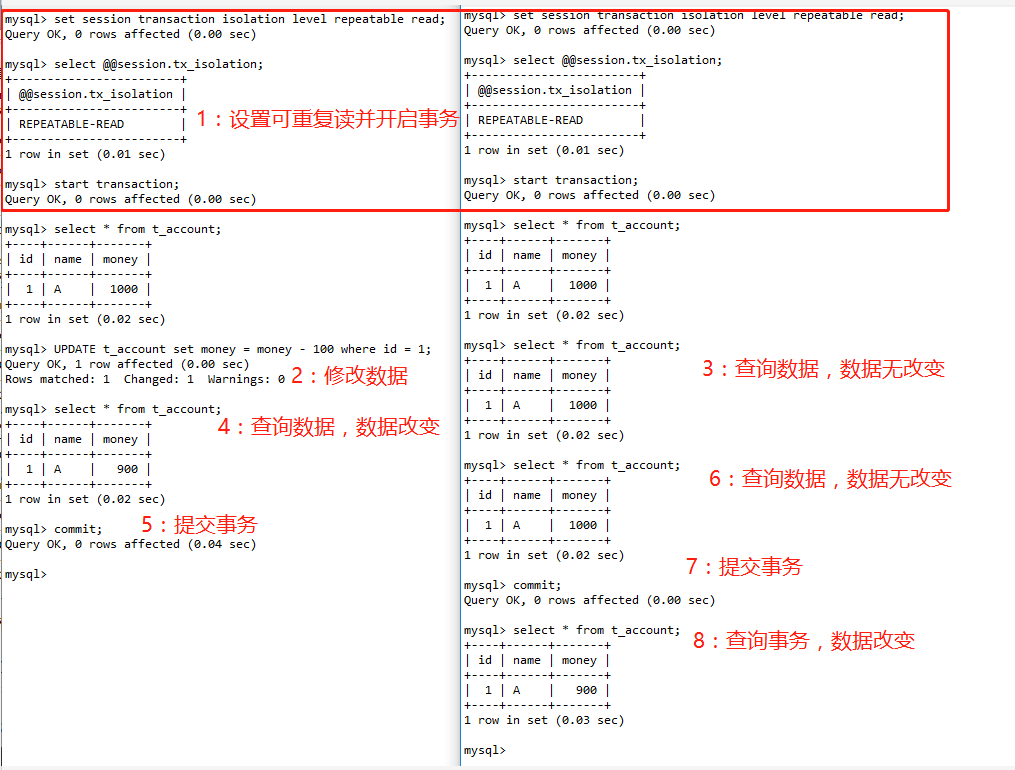 mysql> set session transaction isolation level repeatable read;
Query OK, 0 rows affected (0.00 sec)
mysql> select @@session.tx_isolation;
+------------------------+
| @@session.tx_isolation |
+------------------------+
| REPEATABLE-READ        |
+------------------------+
1 row in set (0.01 sec)
1：设置可重复读并开启事务
mysql> start transaction;
Query OK, 0 rows affected (0.00 sec)
mysql> select * from t_account;
+----+------+-------+
| id | name | money |
+----+------+-------+
|  1 | A    |  1000 |
+----+------+-------+
1 row in set (0.02 sec)
mysql> UPDATE t_account set money = money - 100 where id = 1;
Query OK, 1 row affected (0.00 sec)
Rows matched: 1  Changed: 1  Warnings: 0
2：修改数据
mysql> select * from t_account;
+----+------+-------+
| id | name | money |
+----+------+-------+
|  1 | A    |   900 |
+----+------+-------+
1 row in set (0.02 sec)
4：查询数据，数据改变
mysql> commit;
Query OK, 0 rows affected (0.04 sec)
5：提交事务
mysql>
mysql> set session transaction isolation level repeatable read;
Query OK, 0 rows affected (0.00 sec)
mysql> select @@session.tx_isolation;
+------------------------+
| @@session.tx_isolation |
+------------------------+
| REPEATABLE-READ        |
+------------------------+
1 row in set (0.01 sec)
mysql> start transaction;
Query OK, 0 rows affected (0.00 sec)
mysql> select * from t_account;
+----+------+-------+
| id | name | money |
+----+------+-------+
|  1 | A    |  1000 |
+----+------+-------+
1 row in set (0.02 sec)
mysql> select * from t_account;
+----+------+-------+
| id | name | money |
+----+------+-------+
|  1 | A    |  1000 |
+----+------+-------+
1 row in set (0.02 sec)
3：查询数据，数据无改变
mysql> select * from t_account;
+----+------+-------+
| id | name | money |
+----+------+-------+
|  1 | A    |  1000 |
+----+------+-------+
1 row in set (0.02 sec)
6：查询数据，数据无改变
7：提交事务
mysql> commit;
Query OK, 0 rows affected (0.00 sec)
mysql> select * from t_account;
+----+------+-------+
| id | name | money |
+----+------+-------+
|  1 | A    |   900 |
+----+------+-------+
1 row in set (0.03 sec)
8：查询事务，数据改变
mysql>